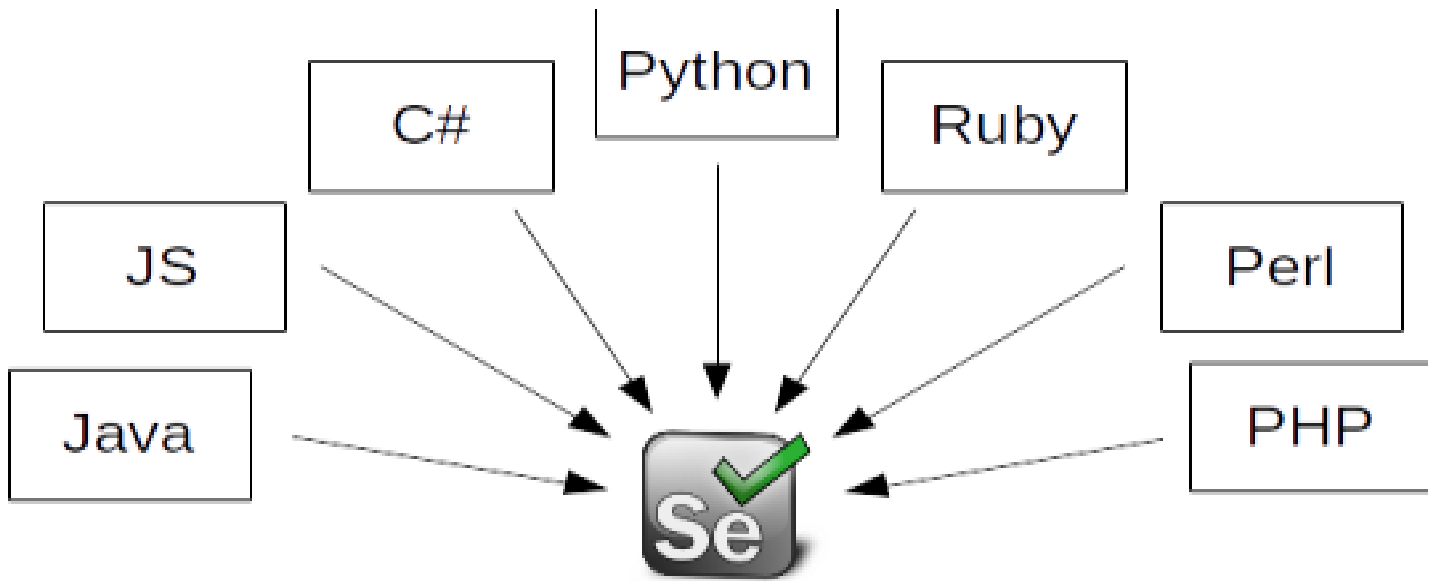 Python
C#
Ruby
JS
Perl
Java
PHP
Se